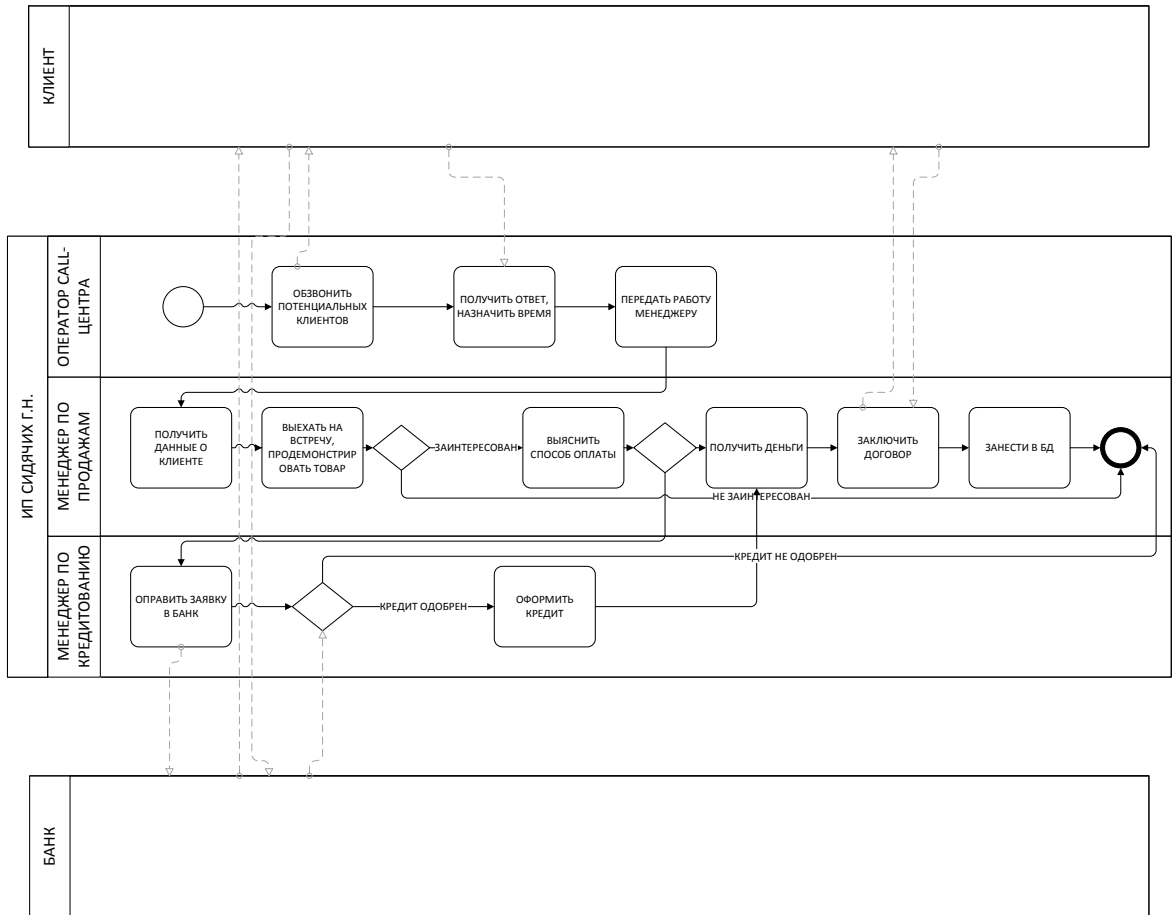 КЛИЕНТ
ИП СИДЯЧИХ Г.Н.
ОПЕРАТОР CALL-
ЦЕНТРА
ОБЗВОНИТЬ
ПОТЕНЦИАЛЬНЫХ
КЛИЕНТОВ
ПОЛУЧИТЬ ОТВЕТ,
НАЗНАЧИТЬ ВРЕМЯ
ПЕРЕДАТЬ РАБОТУ
МЕНЕДЖЕРУ
МЕНЕДЖЕР ПО
ПРОДАЖАМ
ПОЛУЧИТЬ
ДАННЫЕ О
КЛИЕНТЕ
ВЫЕХАТЬ НА
ВСТРЕЧУ,
ПРОДЕМОНСТРИР
ОВАТЬ ТОВАР
ЗАИНТЕРЕСОВАН
ВЫЯСНИТЬ
СПОСОБ ОПЛАТЫ
ПОЛУЧИТЬ ДЕНЬГИ
ЗАКЛЮЧИТЬ
ДОГОВОР
ЗАНЕСТИ В БД
НЕ ЗАИНТЕРЕСОВАН
МЕНЕДЖЕР ПО
КРЕДИТОВАНИЮ
КРЕДИТ НЕ ОДОБРЕН
ОПРАВИТЬ ЗАЯВКУ
В БАНК
КРЕДИТ ОДОБРЕН
ОФОРМИТЬ
КРЕДИТ
БАНК